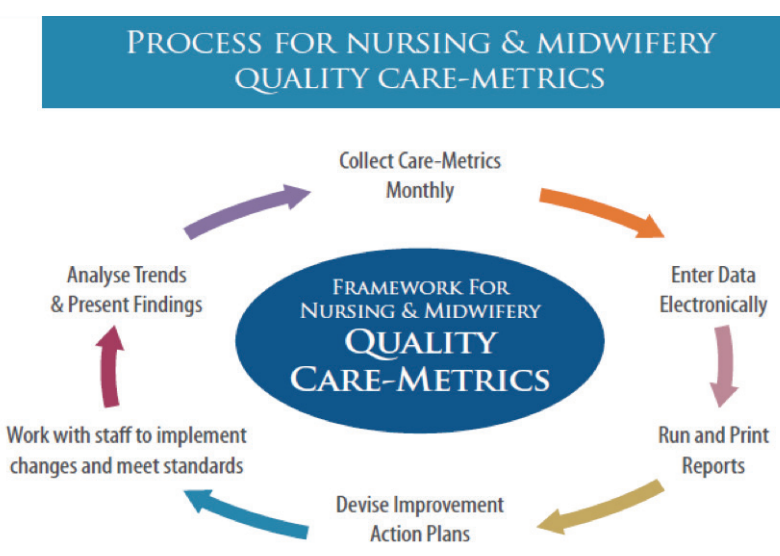 PROCESS FOR NURSING & MIDWIFERY
QUALITY CARE-METRICS
Collect Care-Metrics
Monthly
Enter Data
Electronically
Run and Print
Reports
Devise Improvement
Action Plans
Work with staff to implement
changes and meet standards
Analyse Trends
& Present Findings
FRAMEWORK FOR
NURSING & MIDWIFERY
QUALITY
CARE-METRICS